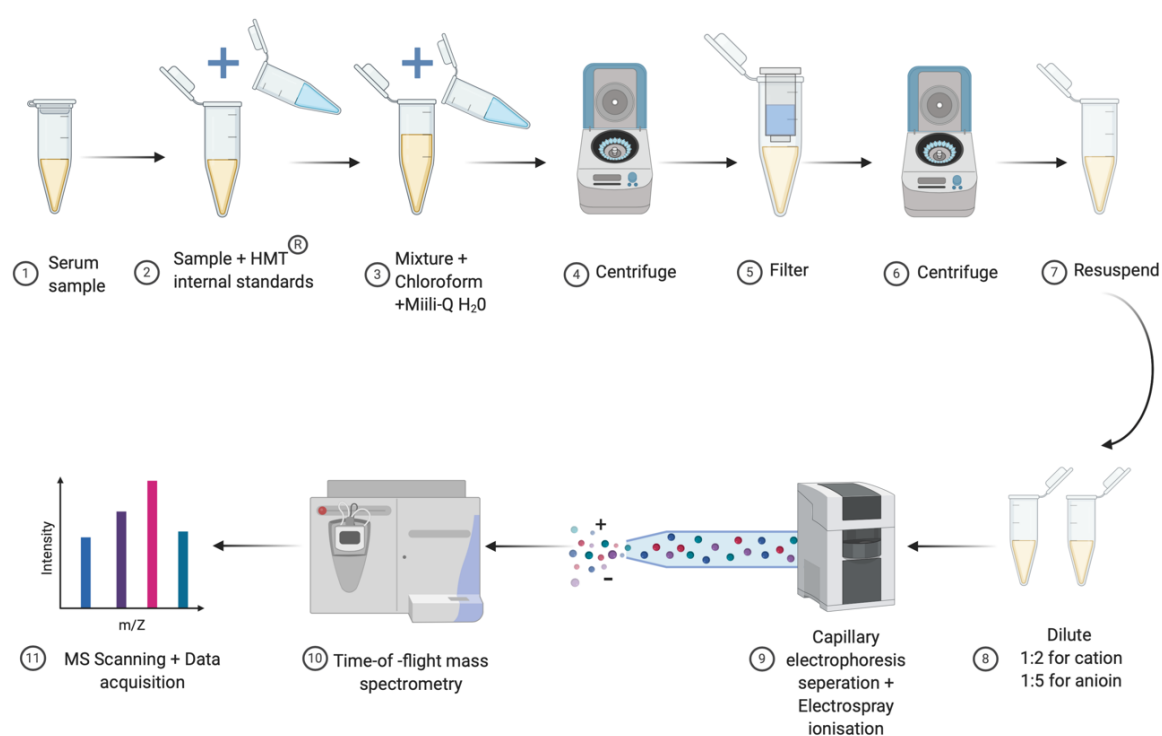 1 Serum
sample
2 Sample + HMT®
internal standards
3 Mixture +
Chloroform
+Miili-Q H₂0
4 Centrifuge
5 Filter
6 Centrifuge
7 Resuspend
8 Dilute
1:2 for cation
1:5 for anioin
9 Capillary
electrophoresis
seperation +
Electrospray
ionisation
+
-
10 Time-of -flight mass
spectrometry
Intensity
m/Z
11 MS Scanning + Data
acquisition